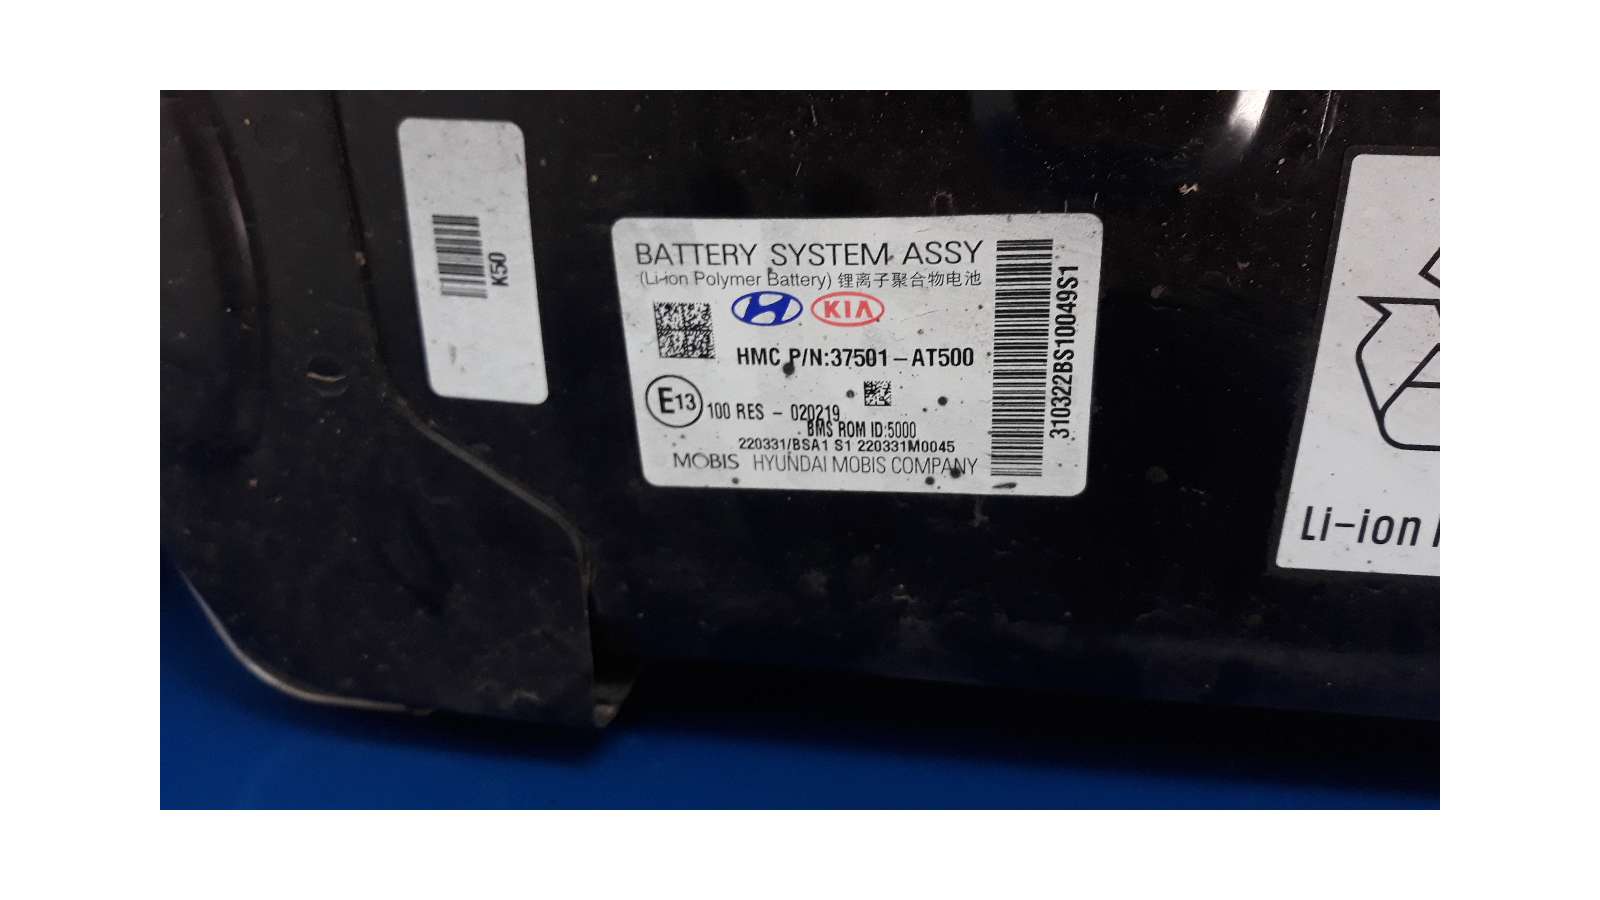 K50
BATTERY SYSTEM ASSY
(Li-ion Polymer Battery) 锂离子聚合物电池
KIA
HMC P/N:37501-AT500
E13 100 RES - 020219
BMS ROM ID:5000
220331/BSA1 S1 220331M0045
MOBIS HYUNDAI MOBIS COMPANY
310322BS10049S1
Li-ion